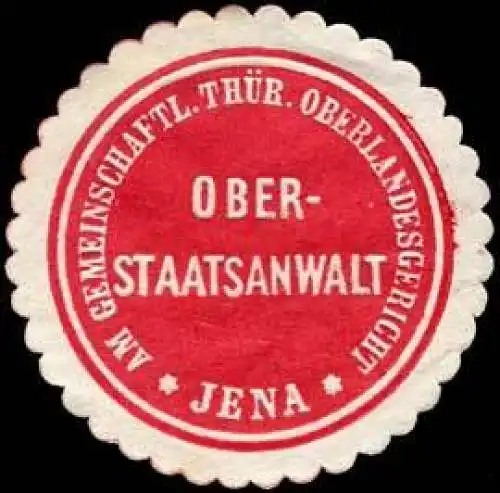 AM GEMEINSCHAFTL. THÜR. OBERLANDESGERICHT
OBER-
STAATSANWALT
* JENA *